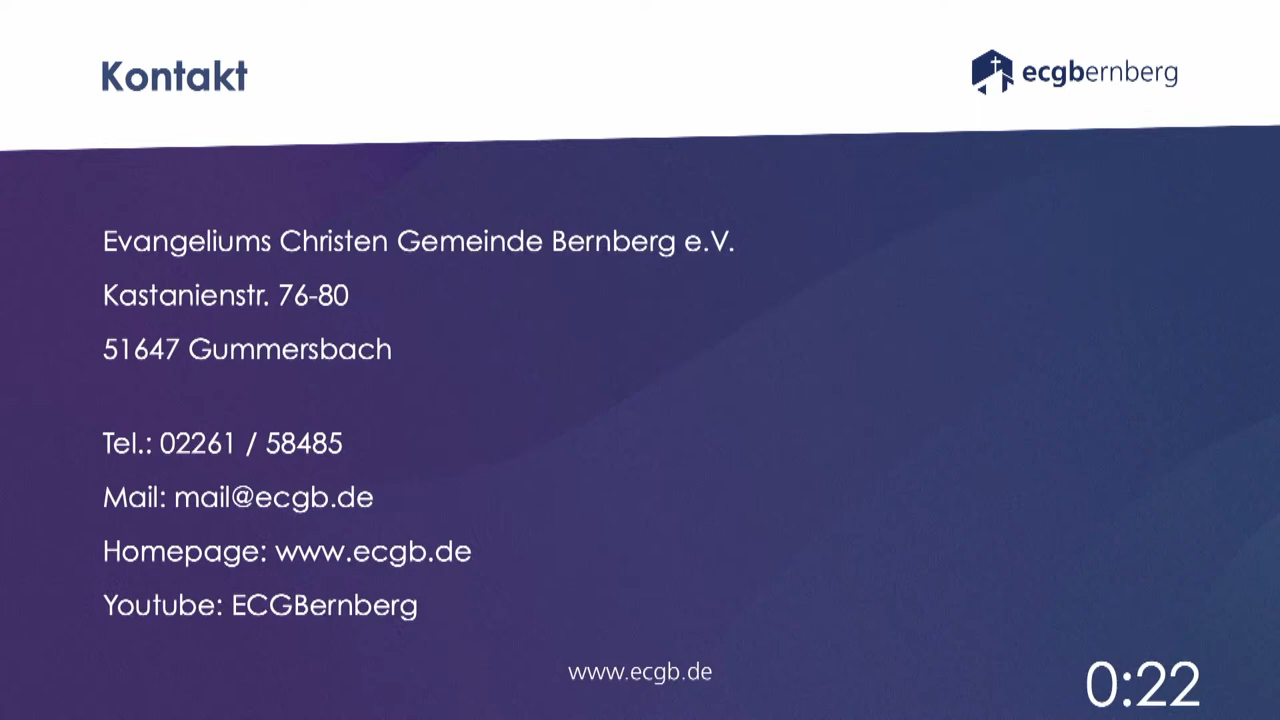 Kontakt
ecgbernberg
Evangeliums Christen Gemeinde Bernberg e.V.
Kastanienstr. 76-80
51647 Gummersbach
Tel.: 02261 / 58485
Mail: mail@ecgb.de
Homepage: www.ecgb.de
Youtube: ECGBernberg
www.ecgb.de
0:22